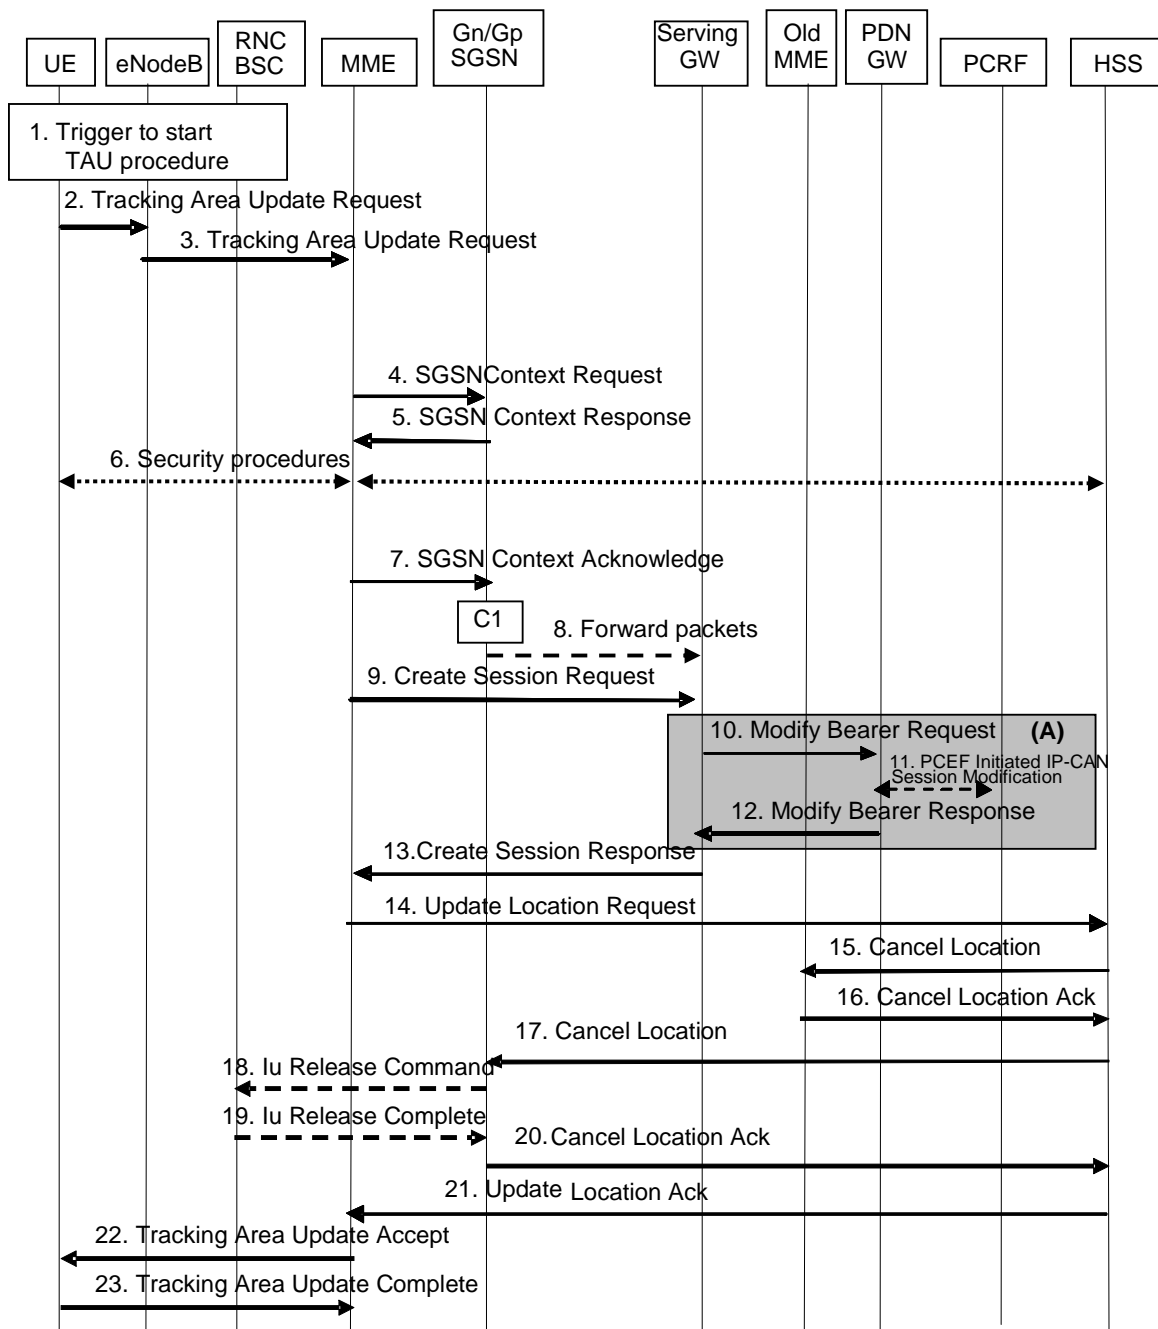 UE
eNodeB
RNC
BSC
MME
Gn/Gp
SGSN
Serving
GW
Old
MME
PDN
GW
PCRF
HSS
1. Trigger to start
TAU procedure
2. Tracking Area Update Request
3. Tracking Area Update Request
4. SGSNContext Request
5. SGSN Context Response
6. Security procedures
7. SGSN Context Acknowledge
C1
8. Forward packets
9. Create Session Request
10. Modify Bearer Request (A)
11. PCEF Initiated IP-CAN
Session Modification
12. Modify Bearer Response
13.Create Session Response
14. Update Location Request
15. Cancel Location
16. Cancel Location Ack
17. Cancel Location
18. Iu Release Command
19. Iu Release Complete
20.Cancel Location Ack
21. Update Location Ack
22. Tracking Area Update Accept
23. Tracking Area Update Complete